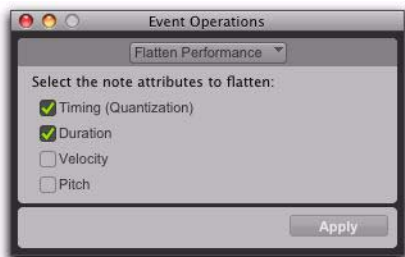 Event Operations
Flatten Performance
Select the note attributes to flatten:
Timing (Quantization)
Duration
Velocity
Pitch
Apply